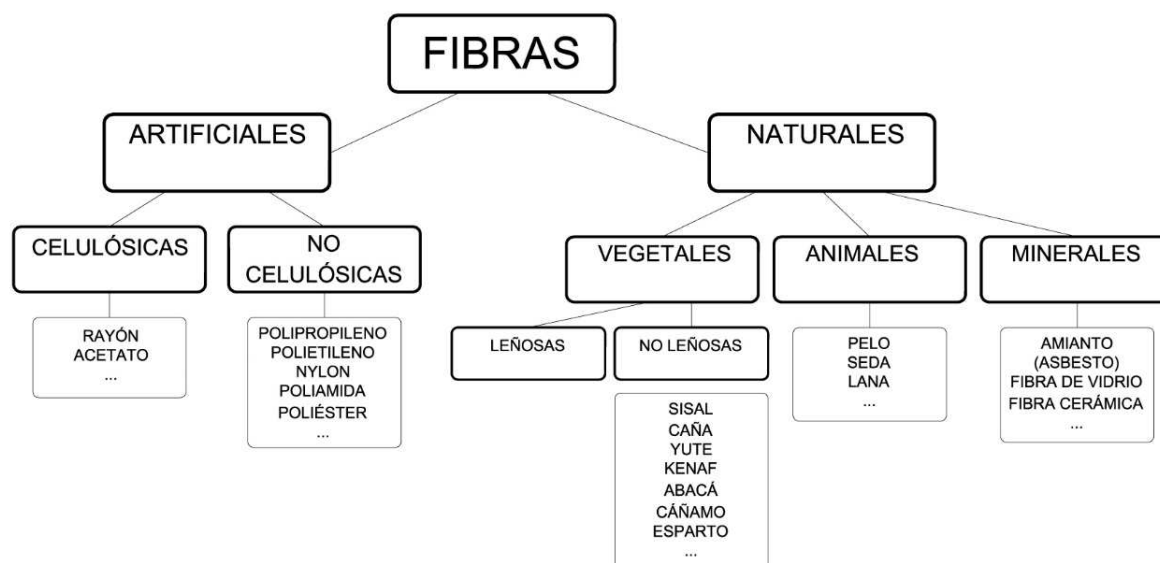 FIBRAS
ARTIFICIALES
NATURALES
CELULÓSICAS
NO
CELULÓSICAS
VEGETALES
ANIMALES
MINERALES
RAYÓN
ACETATO
...
POLIPROPILENO
POLIETILENO
NYLON
POLIAMIDA
POLIÉSTER
...
LEÑOSAS
NO LEÑOSAS
SISAL
CAÑA
YUTE
KENAF
ABACÁ
CÁÑAMO
ESPARTO
...
PELO
SEDA
LANA
...
AMIANTO
(ASBESTO)
FIBRA DE VIDRIO
FIBRA CERÁMICA
...